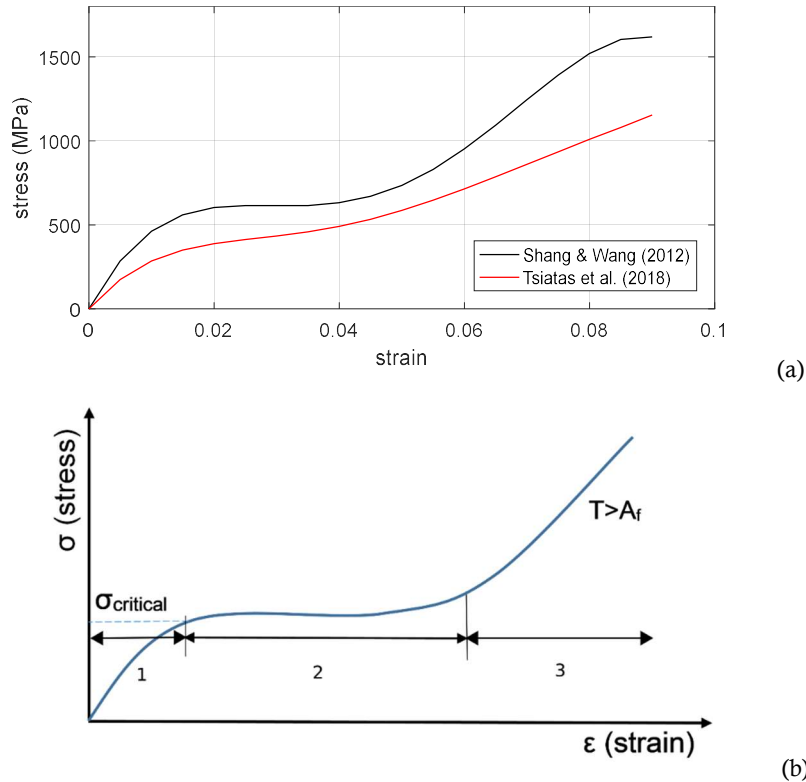 1500
1000
500
0
stress (MPa)
Shang & Wang (2012)
Tsiatas et al. (2018)
0 0.02 0.04 0.06 0.08 0.1
strain
(a)
σ (stress)
T>Af
σcritical
1 2 3
ε (strain)
(b)